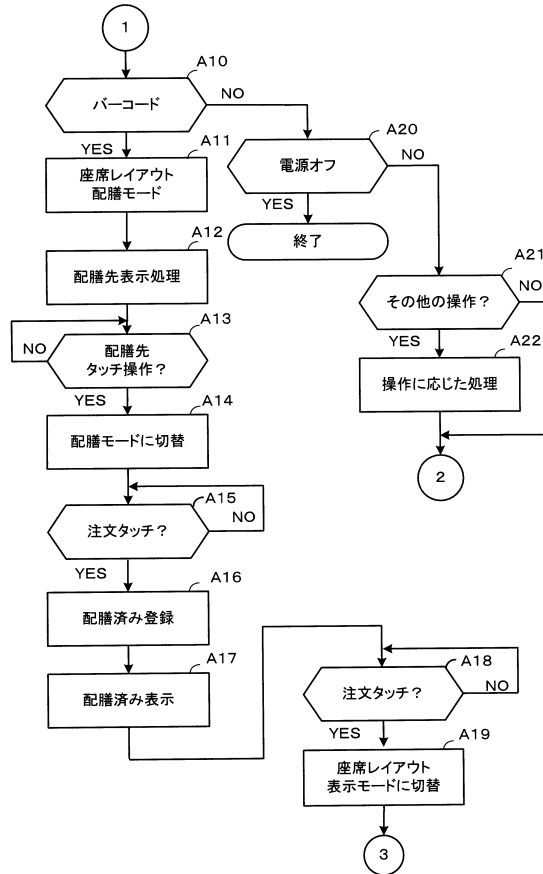 1
A10
バーコード
NO
YES
A11
座席レイアウト
配膳モード
A12
配膳先表示処理
A13
配膳先
タッチ操作？
NO
YES
A14
配膳モードに切替
A15
注文タッチ？
NO
YES
A16
配膳済み登録
A17
配膳済み表示
A18
注文タッチ？
NO
YES
A19
座席レイアウト
表示モードに切替
3
A20
電源オフ
NO
YES
終了
A21
その他の操作？
NO
YES
A22
操作に応じた処理
2